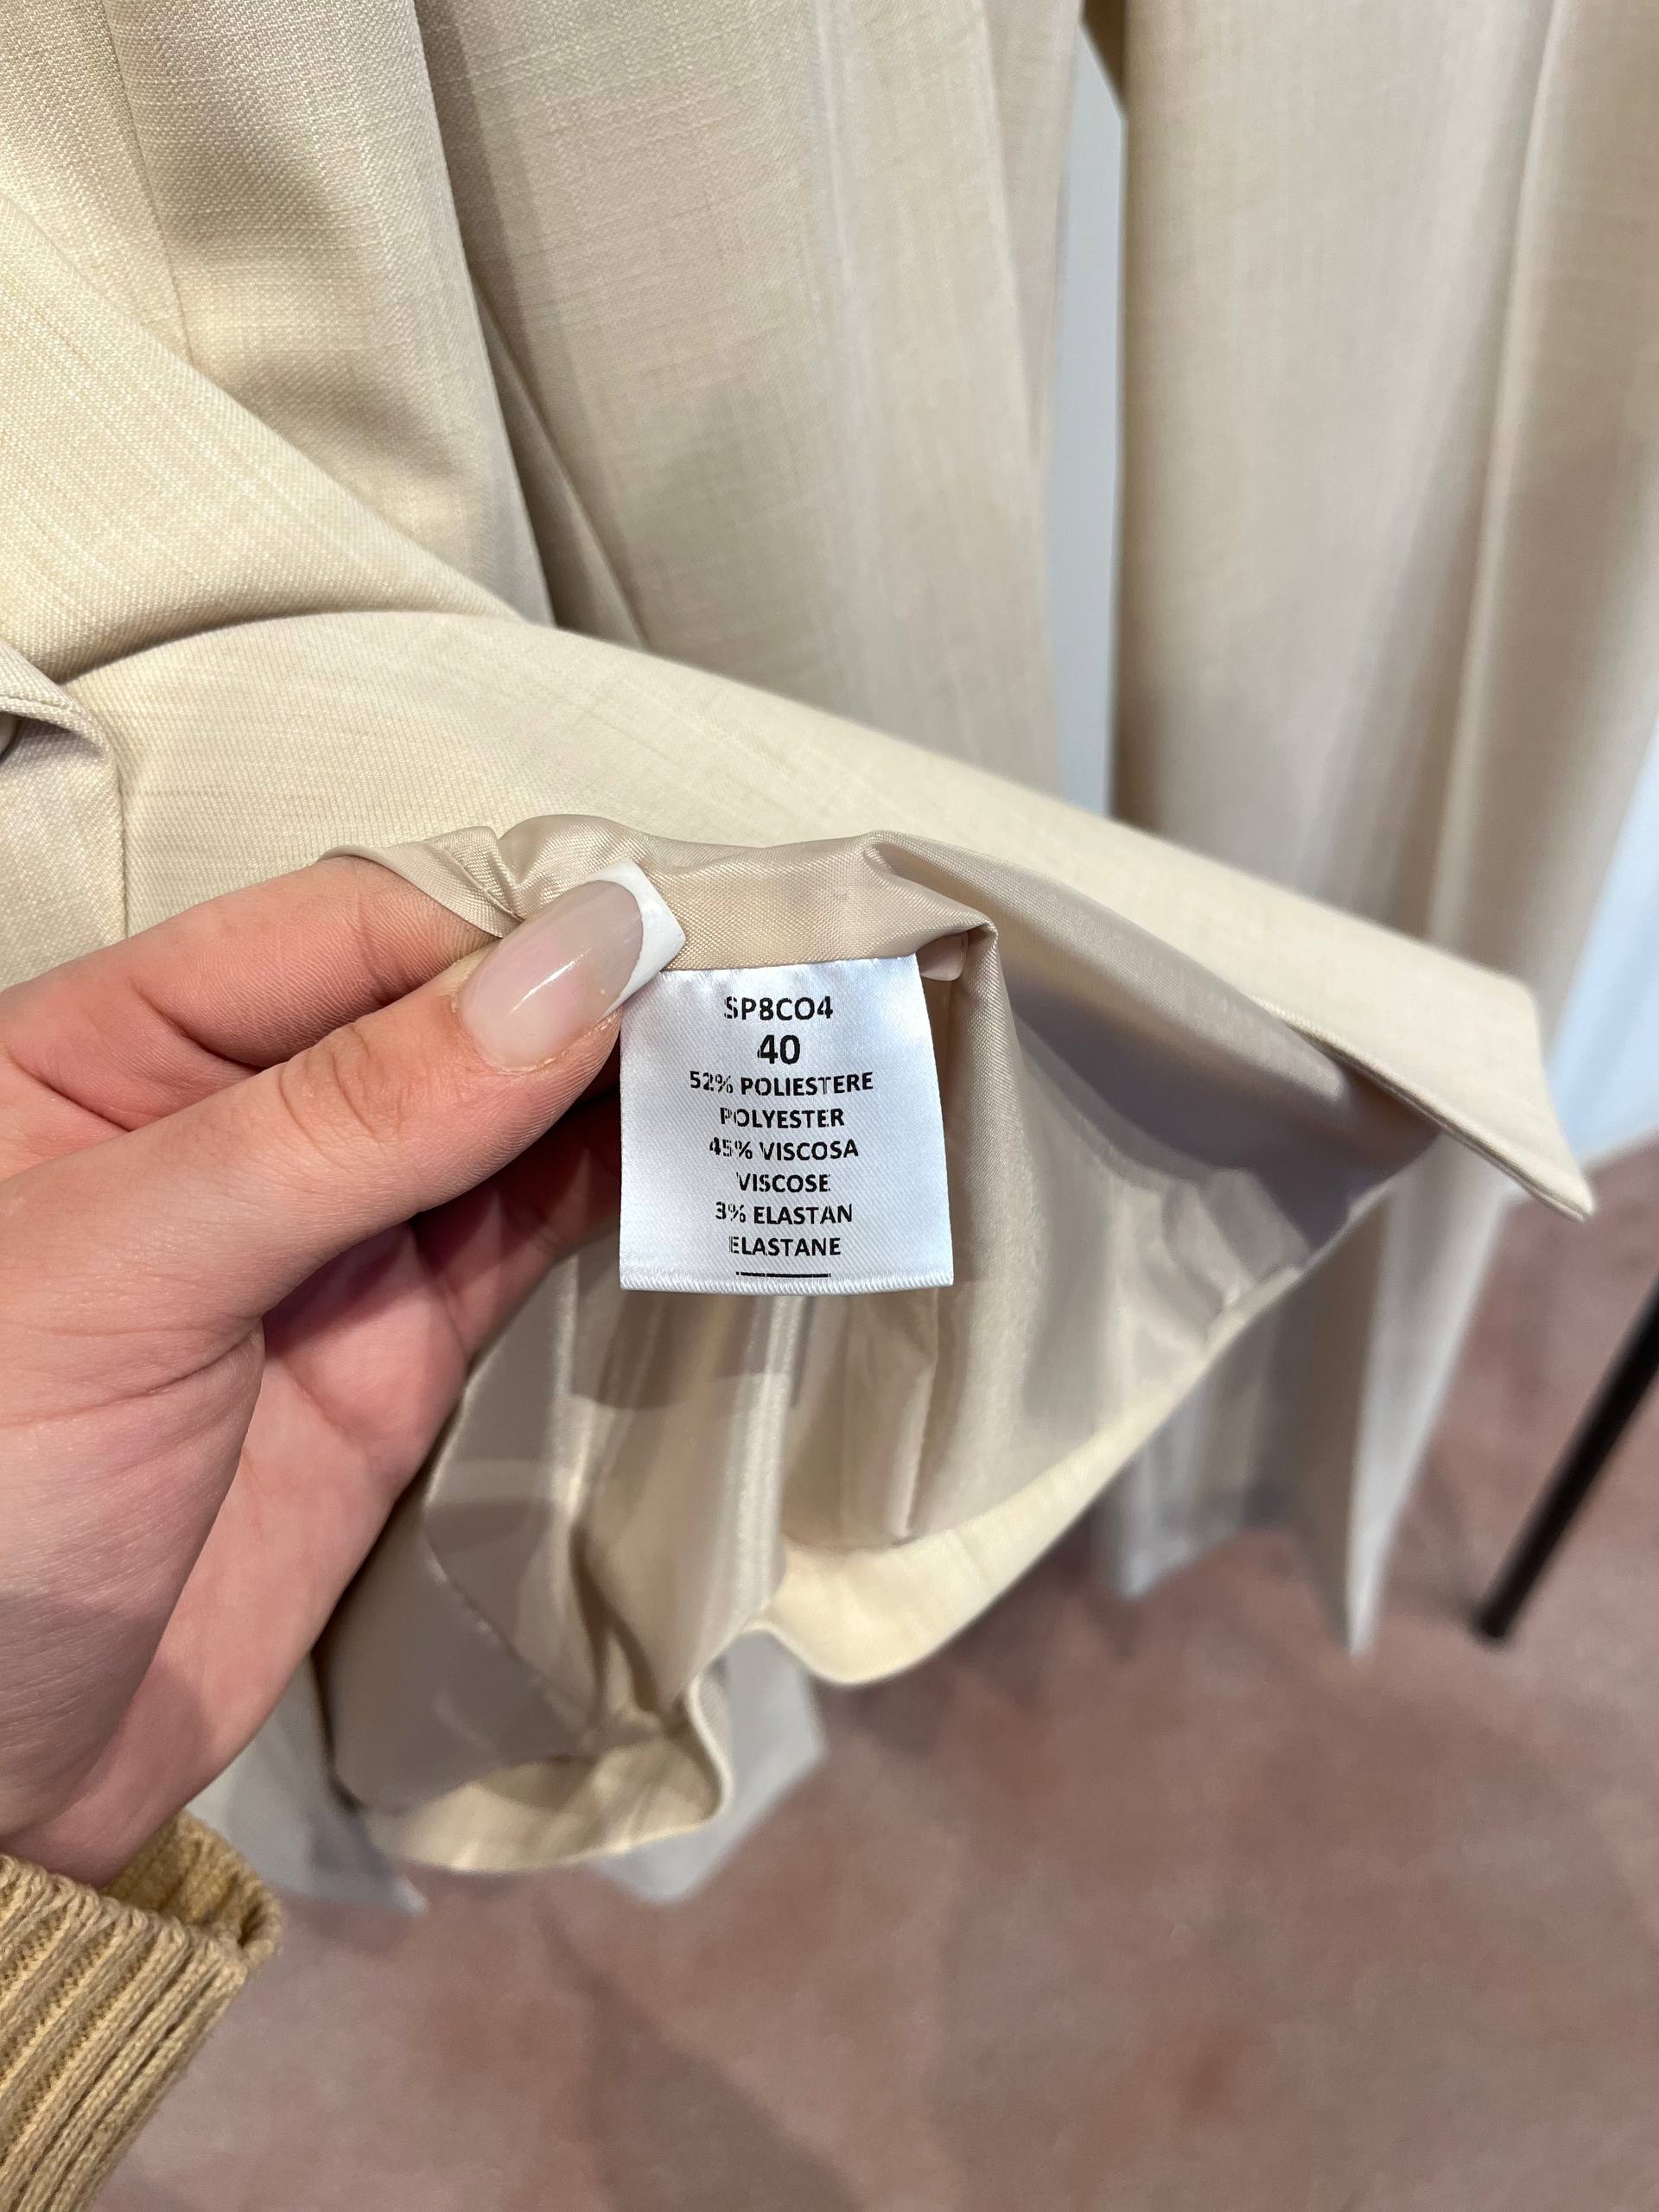 SP8CO4
40
52% POLIESTERE
POLYESTER
45% VISCOSA
VISCOSE
3% ELASTAN
ELASTANE